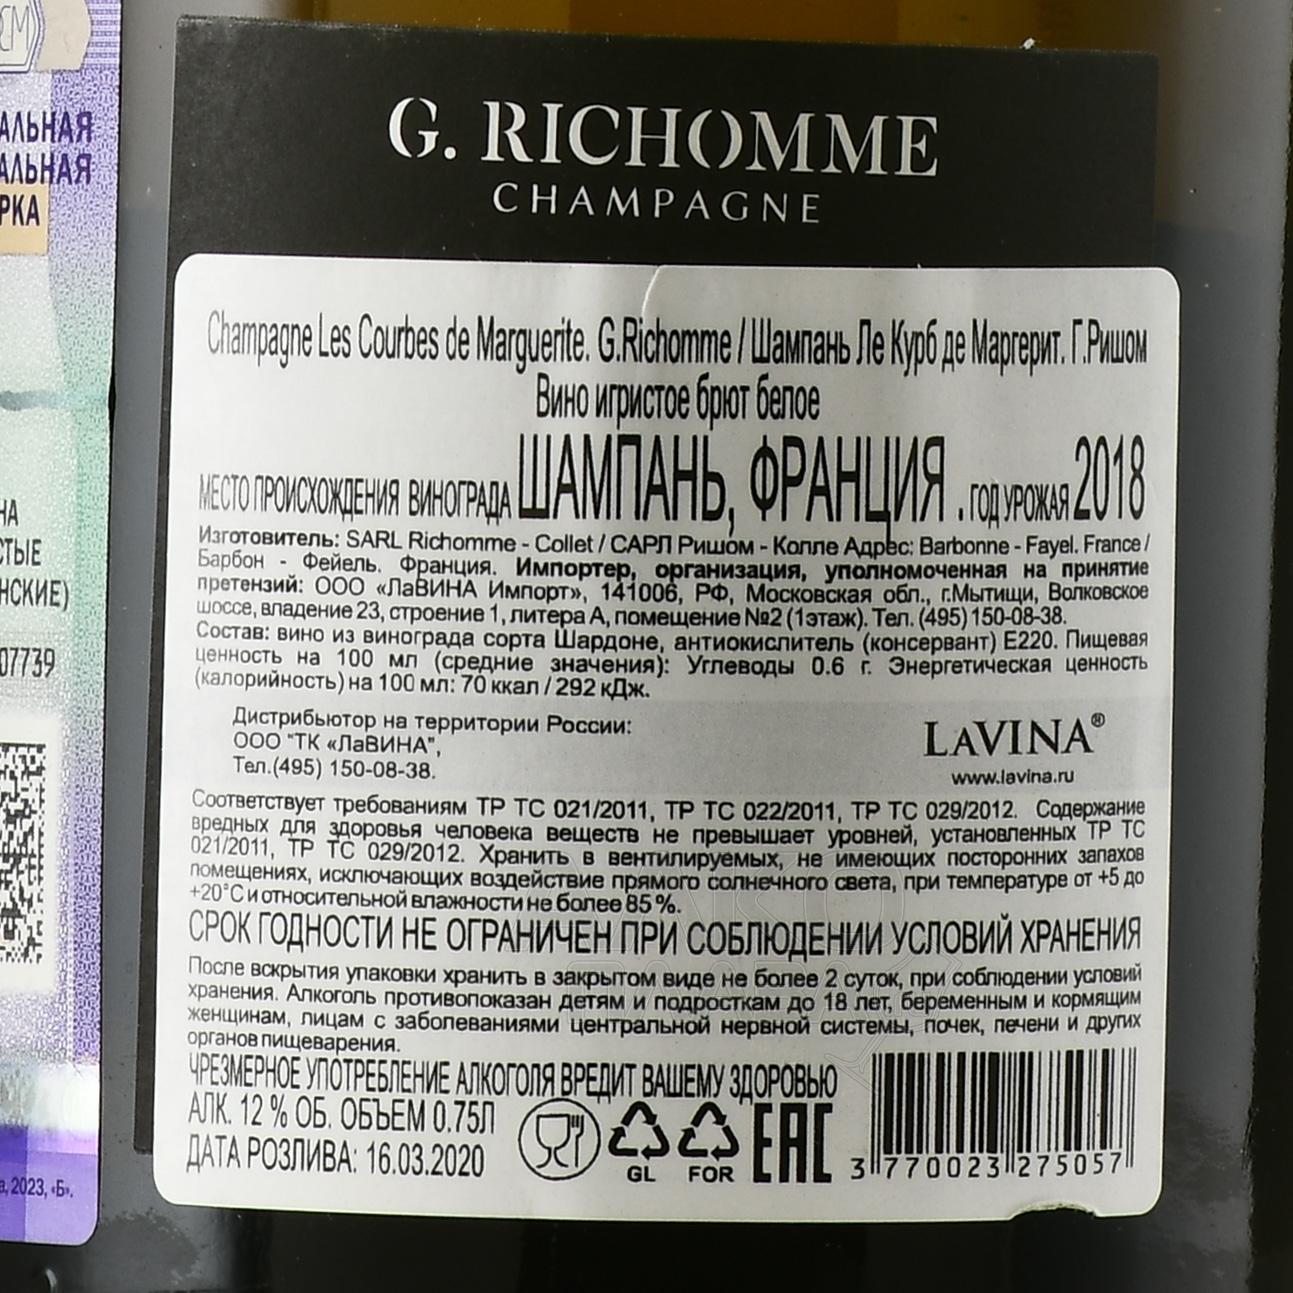 ЕМ
АЛЬНАЯ
АЛЬНАЯ
РКА
НА
СТЫЕ
НСКИЕ)
07739
а, 2023, «Б».
G. RICHOMME
CHAMPAGNE
Champagne Les Courbes de Marguerite. G.Richomme / Шампань Ле Курб де Маргерит. Г.Ришом
Вино игристое брют белое
МЕСТО ПРОИСХОЖДЕНИЯ ВИНОГРАДА ШАМПАНЬ, ФРАНЦИЯ . ГОД УРОЖАЯ 2018
Изготовитель: SARL Richomme - Collet / САРЛ Ришом - Колле Адрес: Barbonne - Fayel. France /
Барбон - Фейель. Франция. Импортер, организация, уполномоченная на принятие
претензий: ООО «ЛаВИНА Импорт», 141006, РФ, Московская обл., г.Мытищи, Волковское
шоссе, владение 23, строение 1, литера А, помещение №2 (1этаж). Тел. (495) 150-08-38.
Состав: вино из винограда сорта Шардоне, антиокислитель (консервант) Е220. Пищевая
ценность на 100 мл (средние значения): Углеводы 0.6 г. Энергетическая ценность
(калорийность) на 100 мл: 70 ккал / 292 кДж.
Дистрибьютор на территории России:
ООО "ТК «ЛаВИНА",
Тел.(495) 150-08-38.
LAVINA®
www.lavina.ru
Соответствует требованиям ТР ТС 021/2011, ТР ТС 022/2011, ТР ТС 029/2012. Содержание
вредных для здоровья человека веществ не превышает уровней, установленных ТР ТС
021/2011, ТР ТС 029/2012. Хранить в вентилируемых, не имеющих посторонних запахов
помещениях, исключающих воздействие прямого солнечного света, при температуре от +5 до
+20˚С и относительной влажности не более 85 %.
СРОК ГОДНОСТИ НЕ ОГРАНИЧЕН ПРИ СОБЛЮДЕНИИ УСЛОВИЙ ХРАНЕНИЯ
После вскрытия упаковки хранить в закрытом виде не более 2 суток, при соблюдении условий
хранения. Алкоголь противопоказан детям и подросткам до 18 лет, беременным и кормящим
женщинам, лицам с заболеваниями центральной нервной системы, почек, печени и других
органов пищеварения.
ЧРЕЗМЕРНОЕ УПОТРЕБЛЕНИЕ АЛКОГОЛЯ ВРЕДИТ ВАШЕМУ ЗДОРОВЬЮ
АЛК. 12 % ОБ. ОБЪЕМ 0.75Л
ДАТА РОЗЛИВА: 16.03.2020
GL
FOR
ЕАС
3 770023 275057